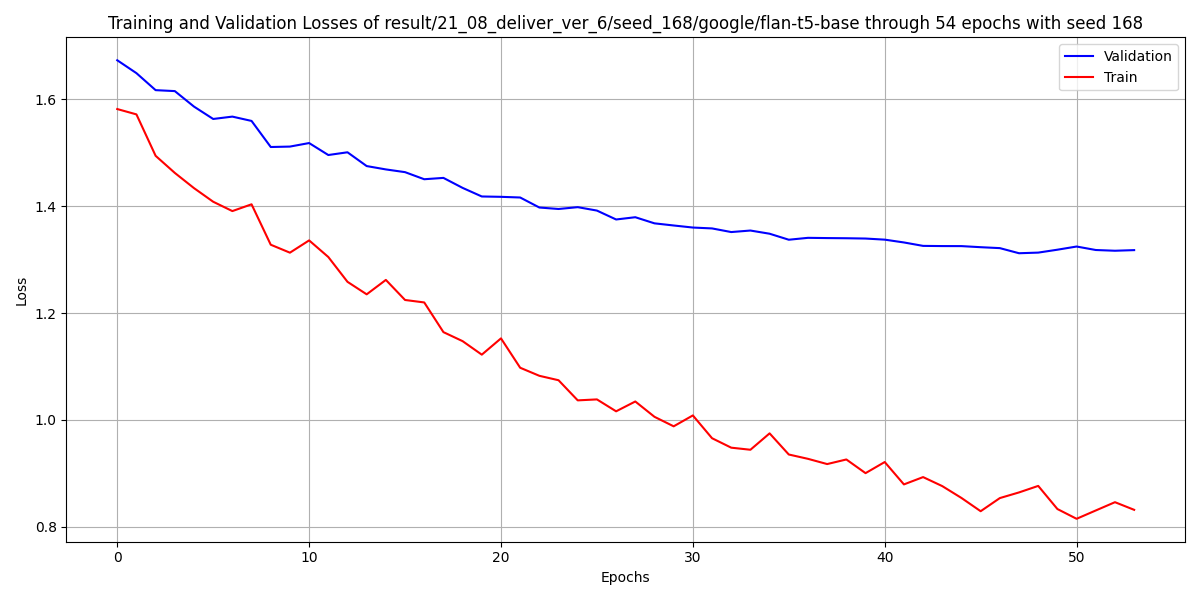 Training and Validation Losses of result/21_08_deliver_ver_6/seed_168/google/flan-t5-base through 54 epochs with seed 168
Validation
Train
1.6
1.4
1.2
1.0
0.8
Loss
0
10
20
30
40
50
Epochs